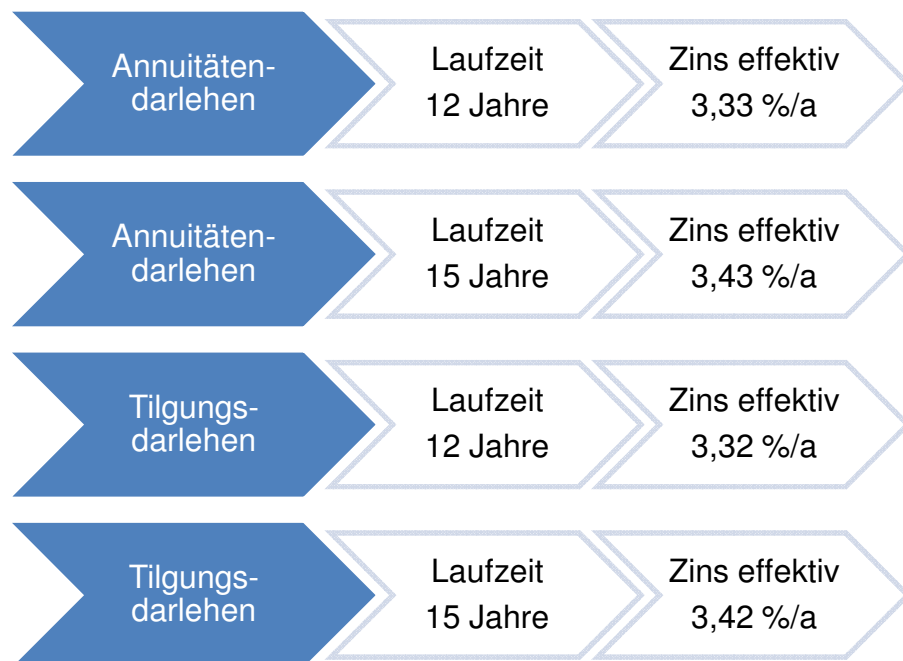 Annuitäten-
darlehen
Laufzeit
12 Jahre
Zins effektiv
3,33 %/a
Annuitäten-
darlehen
Laufzeit
15 Jahre
Zins effektiv
3,43 %/a
Tilgungs-
darlehen
Laufzeit
12 Jahre
Zins effektiv
3,32 %/a
Tilgungs-
darlehen
Laufzeit
15 Jahre
Zins effektiv
3,42 %/a